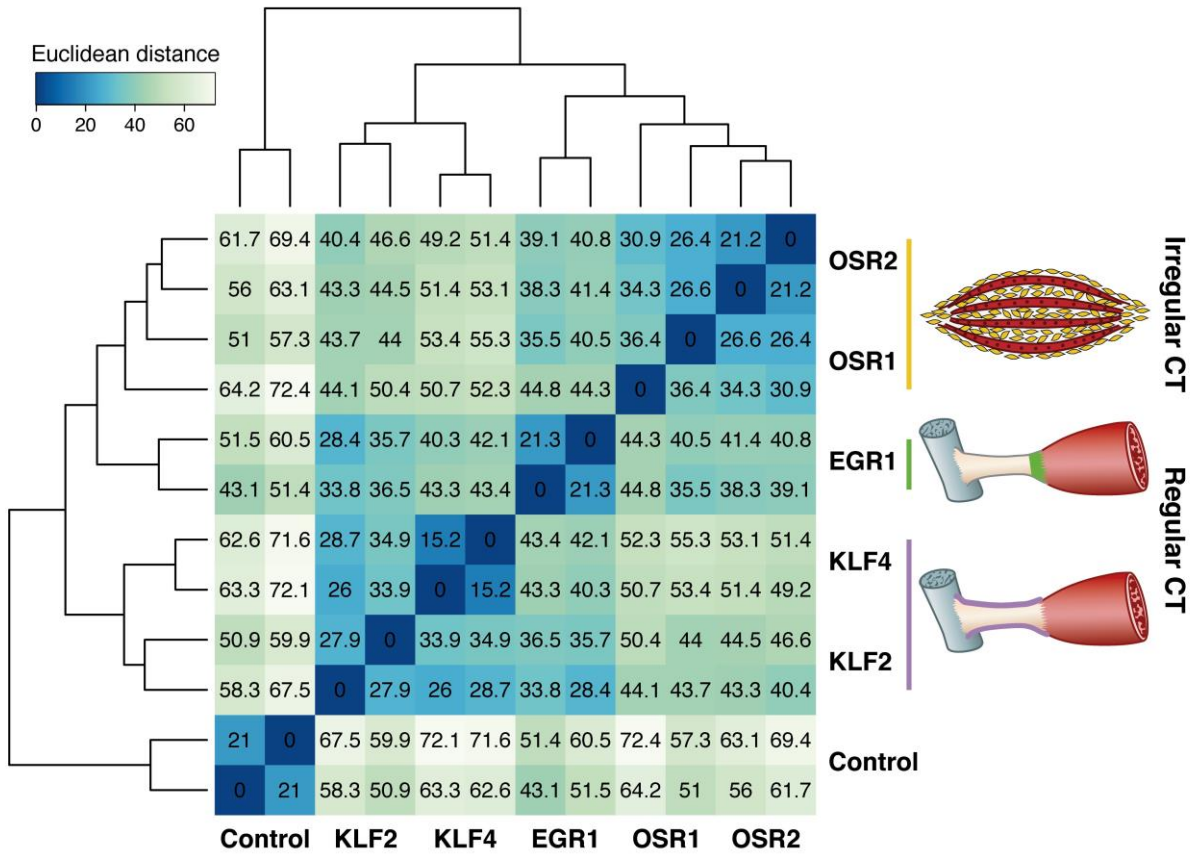 Euclidean distance
0 20 40 60
61.7 69.4 40.4 46.6 49.2 51.4 39.1 40.8 30.9 26.4 21.2 0
56 63.1 43.3 44.5 51.4 53.1 38.3 41.4 34.3 26.6 0 21.2
51 57.3 43.7 44 53.4 55.3 35.5 40.5 36.4 0 26.6 26.4
64.2 72.4 44.1 50.4 50.7 52.3 44.8 44.3 0 36.4 34.3 30.9
51.5 60.5 28.4 35.7 40.3 42.1 21.3 0 44.3 40.5 41.4 40.8
43.1 51.4 33.8 36.5 43.3 43.4 0 21.3 44.8 35.5 38.3 39.1
62.6 71.6 28.7 34.9 15.2 0 43.4 42.1 52.3 55.3 53.1 51.4
63.3 72.1 26 33.9 0 15.2 43.3 40.3 50.7 53.4 51.4 49.2
50.9 59.9 27.9 0 33.9 34.9 36.5 35.7 50.4 44 44.5 46.6
58.3 67.5 0 27.9 26 28.7 33.8 28.4 44.1 43.7 43.3 40.4
21 0 67.5 59.9 72.1 71.6 51.4 60.5 72.4 57.3 63.1 69.4
0 21 58.3 50.9 63.3 62.6 43.1 51.5 64.2 51 56 61.7
Control KLF2 KLF4 EGR1 OSR1 OSR2
OSR2
OSR1
EGR1
KLF4
KLF2
Control
Irregular CT
Regular CT